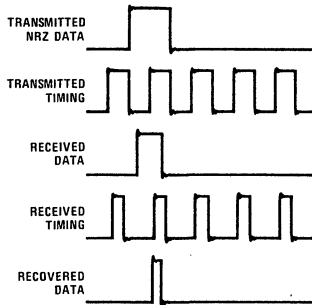 TRANSMITTED
NRZ DATA
TRANSMITTED
TIMING
RECEIVED
DATA
RECEIVED
TIMING
RECOVERED
DATA